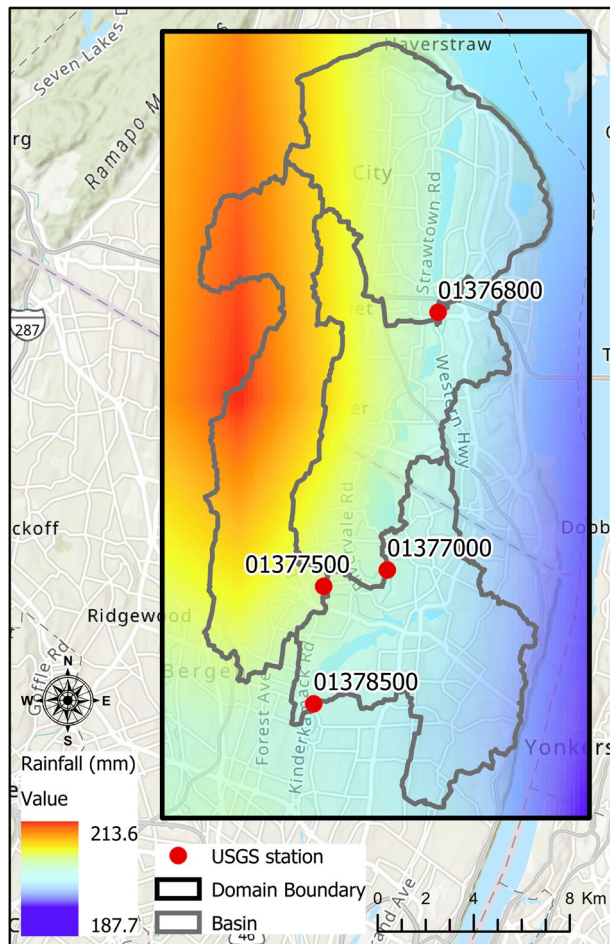 Haverstraw
Seven Lakes
Ramapo M
rg
City
Strawtown Rd
01376800
287
T
et
er
Western Hwy
ckoff
Dobb
01377000
01377500
Ridgewood
Berge
Goffle Rd
N
W E
S
01378500
Forest Ave
Kinderkamack Rd
Yonkers
Rainfall (mm)
Value
213.6
187.7
USGS station
Domain Boundary
Basin
0 2 4 8 Km
and Ave
46